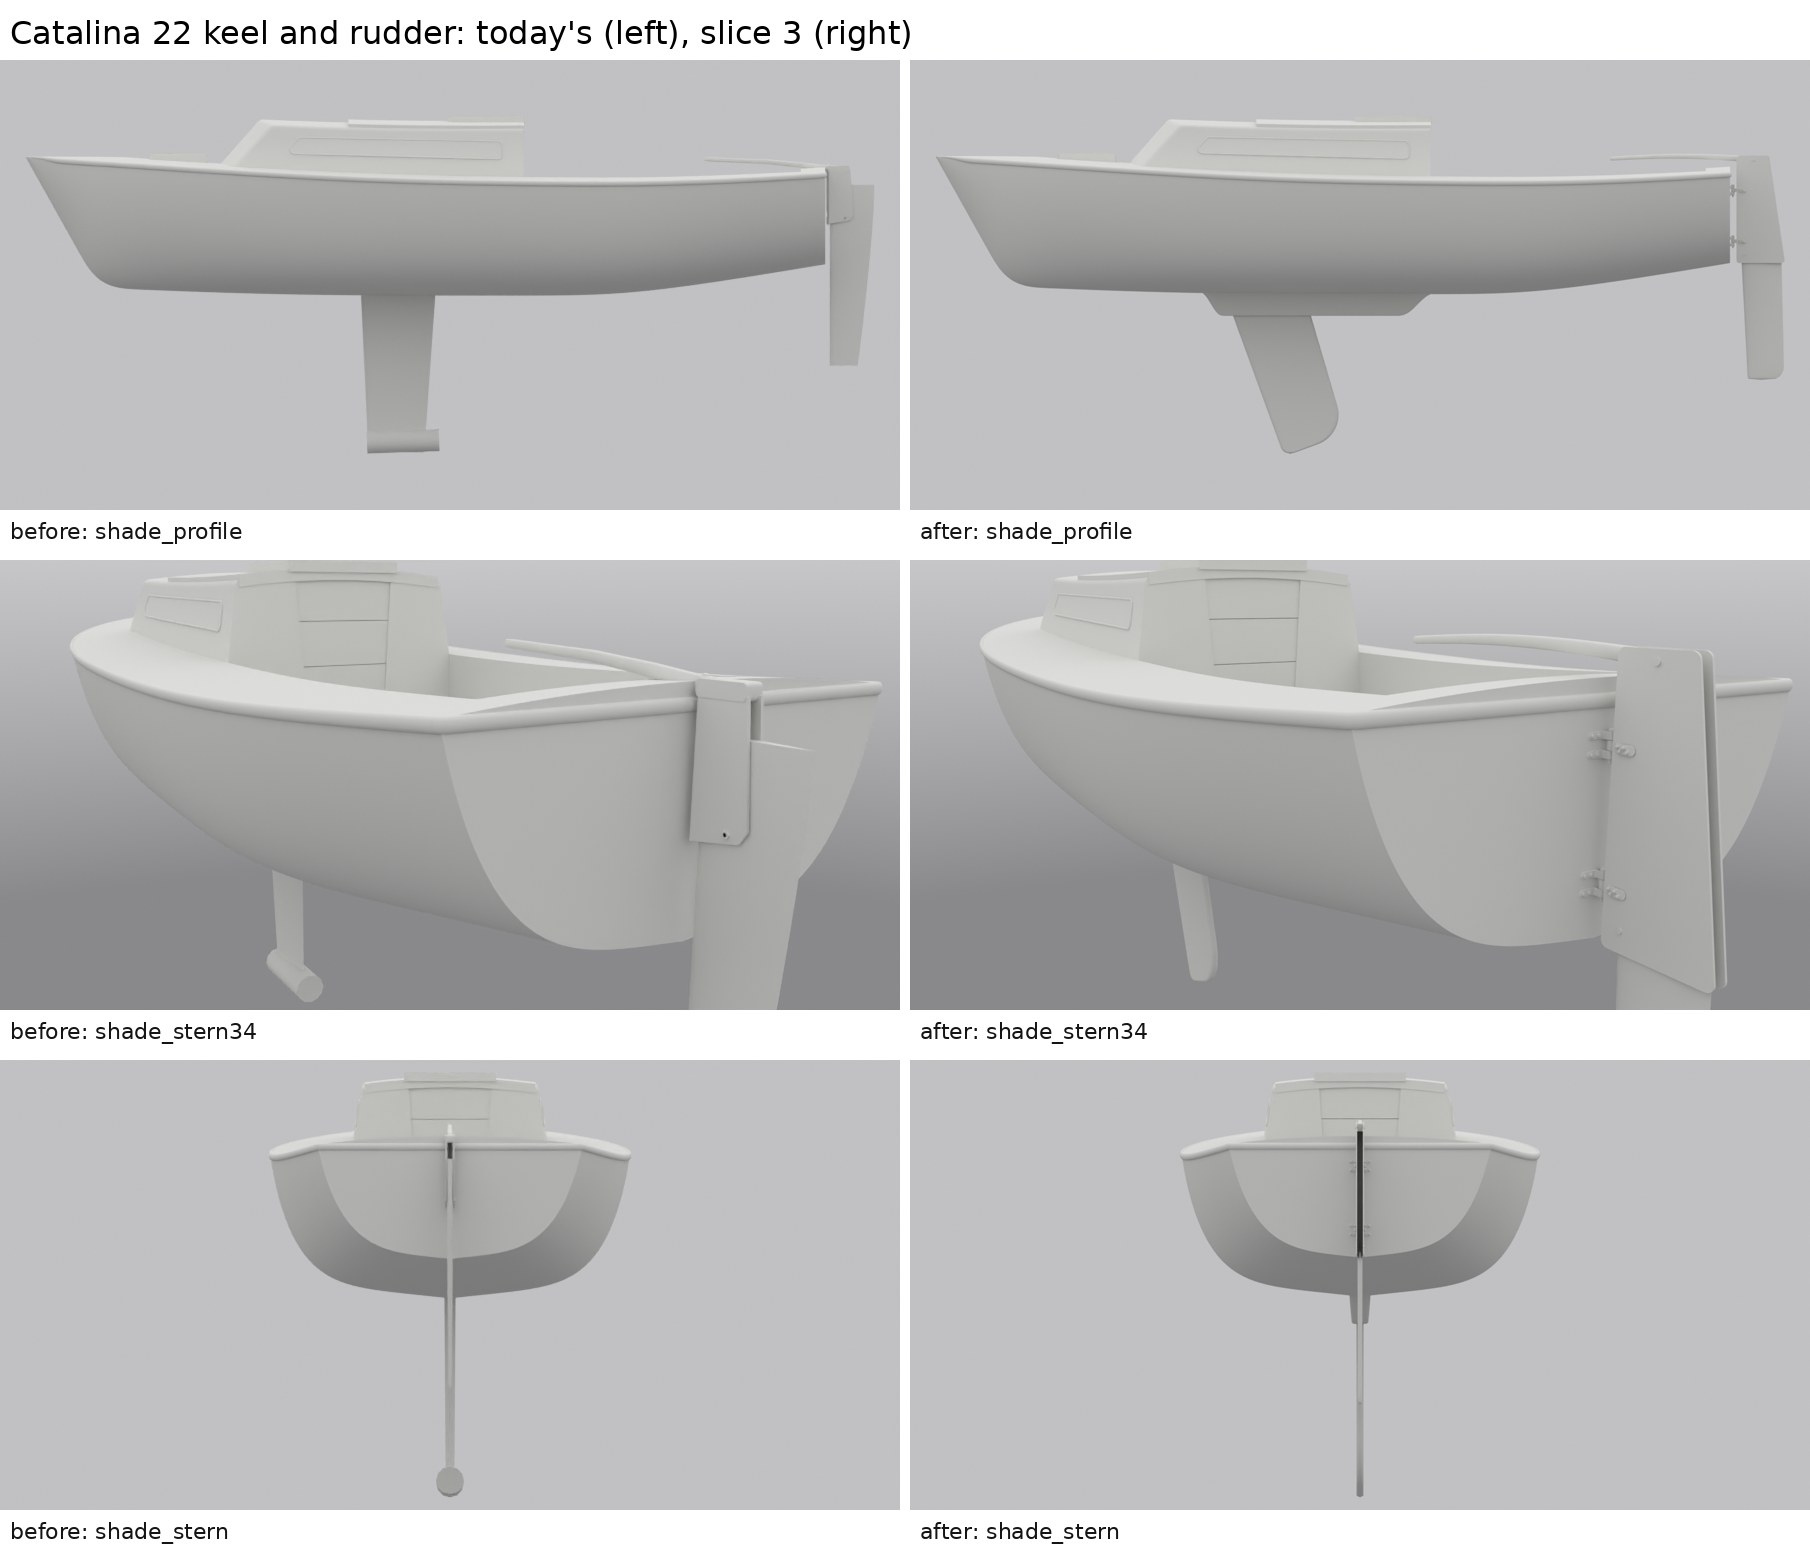 Catalina 22 keel and rudder: today's (left), slice 3 (right)
before: shade_profile
after: shade_profile
before: shade_stern34
after: shade_stern34
before: shade_stern
after: shade_stern